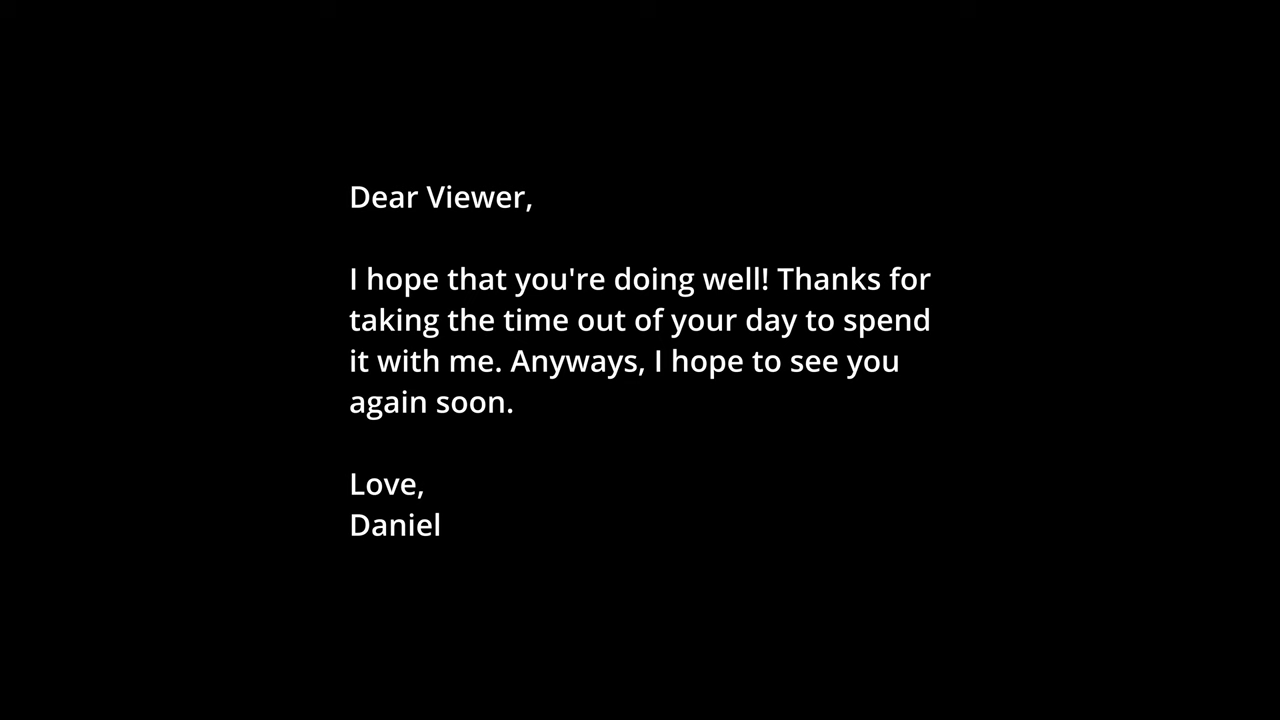 Dear Viewer,
I hope that you're doing well! Thanks for
taking the time out of your day to spend
it with me. Anyways, I hope to see you
again soon.
Love,
Daniel